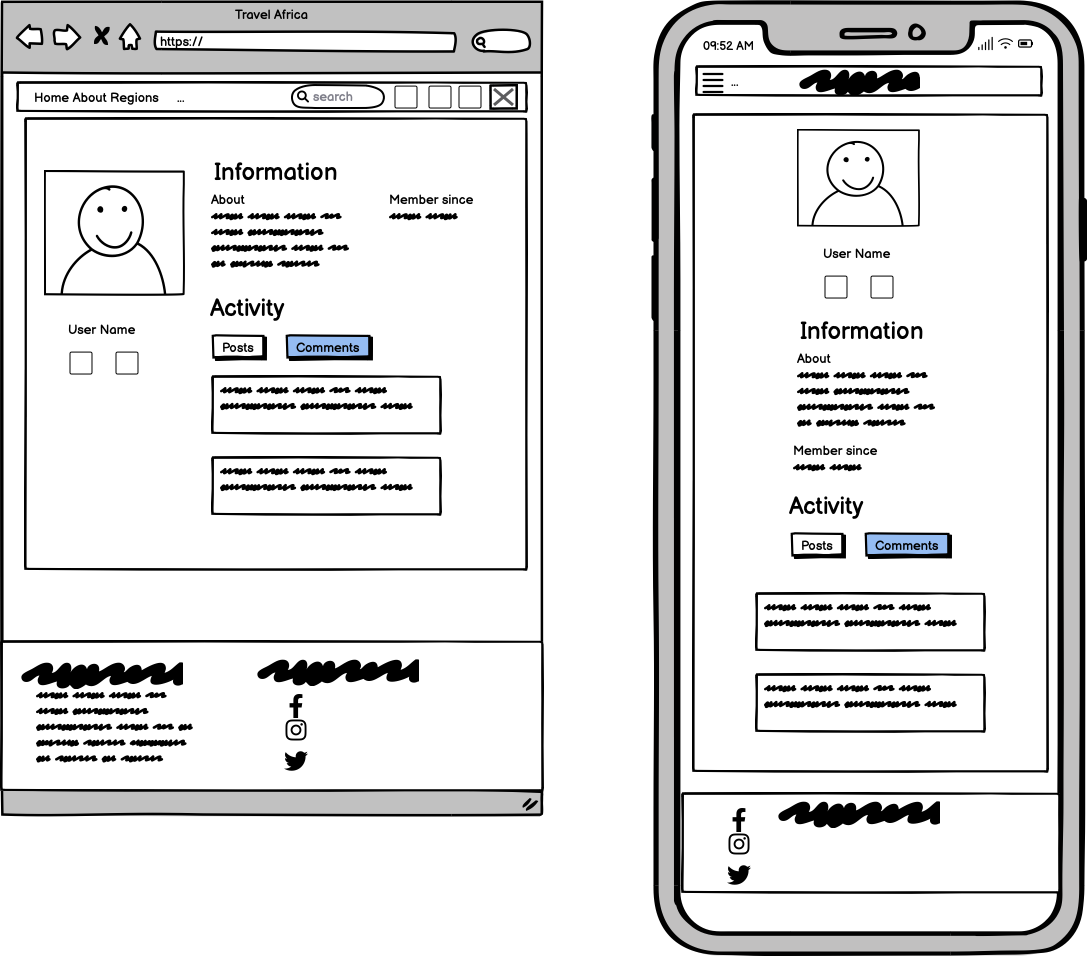 Travel Africa
https://
Home About Regions ...
search
Information
About
Member since
User Name
Activity
Posts
Comments
09:52 AM
...
User Name
Information
About
Member since
Activity
Posts
Comments